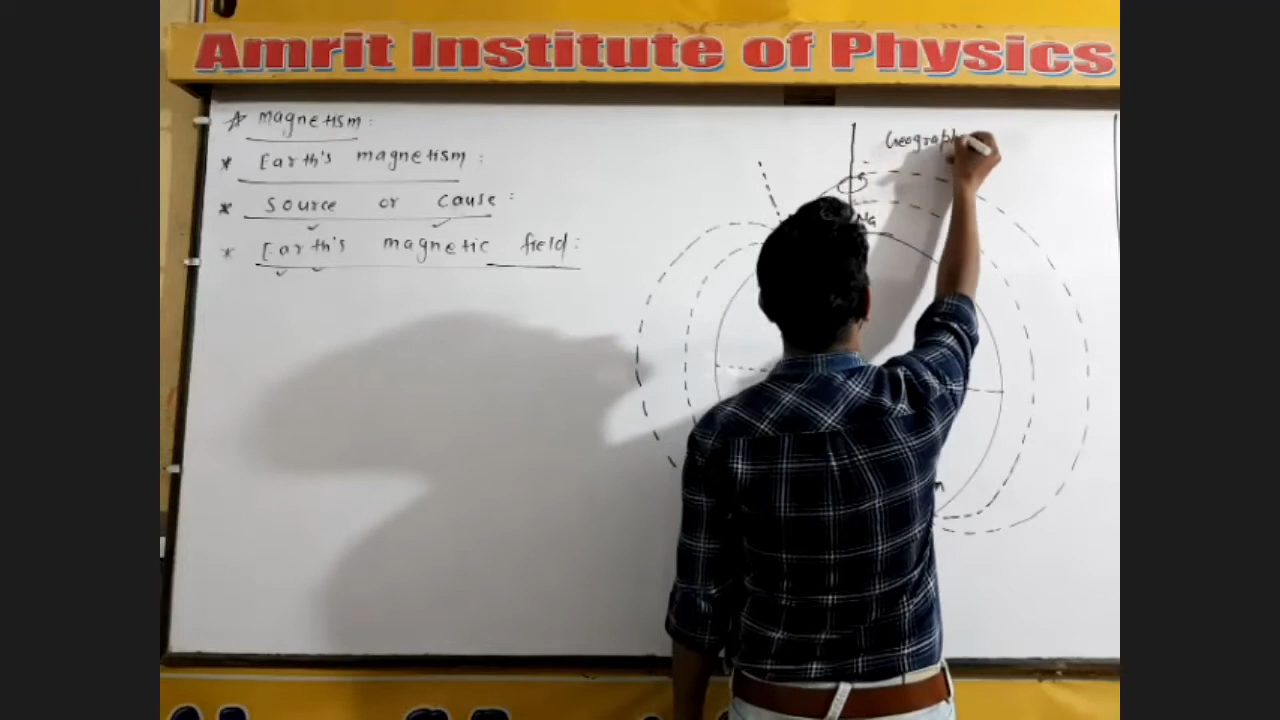 Amrit Institute of Physics
☆ magnetism:
* Earth's magnetism:
* source or cause:
* Earth's magnetic field:
Geograph